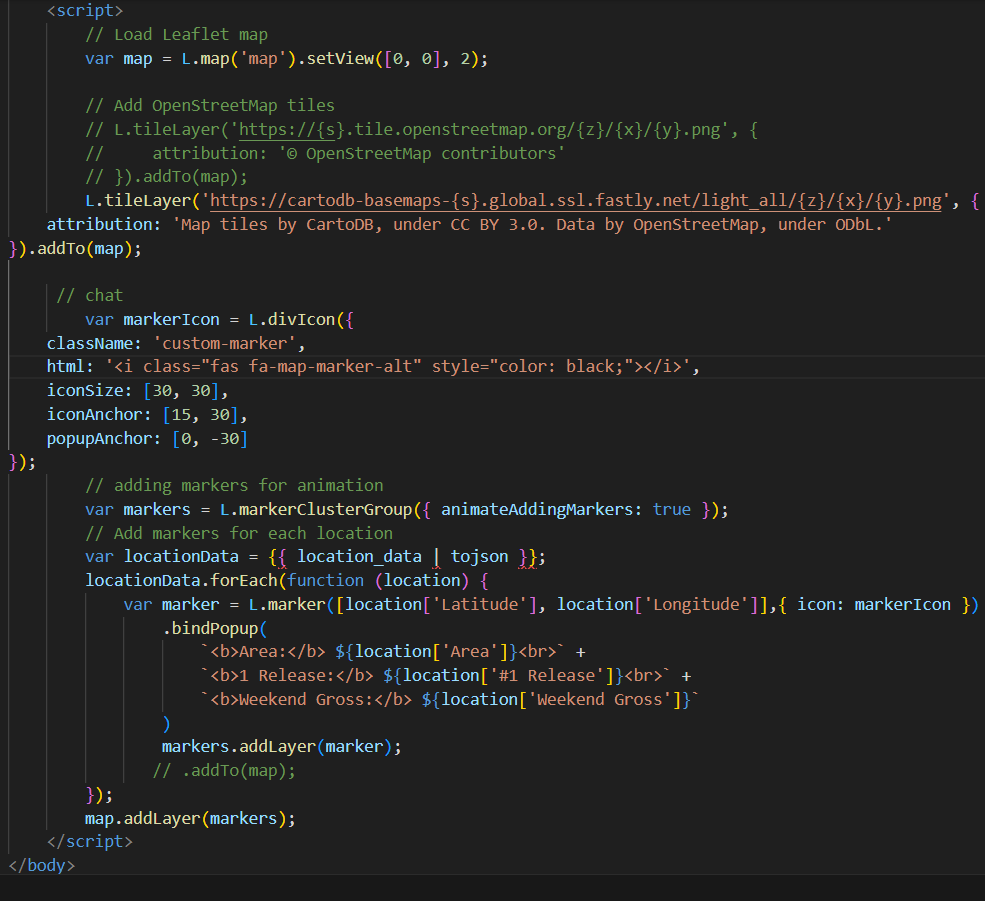 <script>
// Load Leaflet map
var map = L.map('map').setView([0, 0], 2);
// Add OpenStreetMap tiles
// L.tileLayer('https://{s}.tile.openstreetmap.org/{z}/{x}/{y}.png', {
//     attribution: '© OpenStreetMap contributors'
// }).addTo(map);
L.tileLayer('https://cartodb-basemaps-{s}.global.ssl.fastly.net/light_all/{z}/{x}/{y}.png', {
attribution: 'Map tiles by CartoDB, under CC BY 3.0. Data by OpenStreetMap, under ODbL.'
}).addTo(map);
// chat
var markerIcon = L.divIcon({
className: 'custom-marker',
html: '<i class="fas fa-map-marker-alt" style="color: black;"></i>',
iconSize: [30, 30],
iconAnchor: [15, 30],
popupAnchor: [0, -30]
});
// adding markers for animation
var markers = L.markerClusterGroup({ animateAddingMarkers: true });
// Add markers for each location
var locationData = {{ location_data | tojson }};
locationData.forEach(function (location) {
var marker = L.marker([location['Latitude'], location['Longitude']],{ icon: markerIcon })
.bindPopup(
`<b>Area:</b> ${location['Area']}<br>` +
`<b>1 Release:</b> ${location['#1 Release']}<br>` +
`<b>Weekend Gross:</b> ${location['Weekend Gross']}`
)
markers.addLayer(marker);
// .addTo(map);
});
map.addLayer(markers);
</script>
</body>